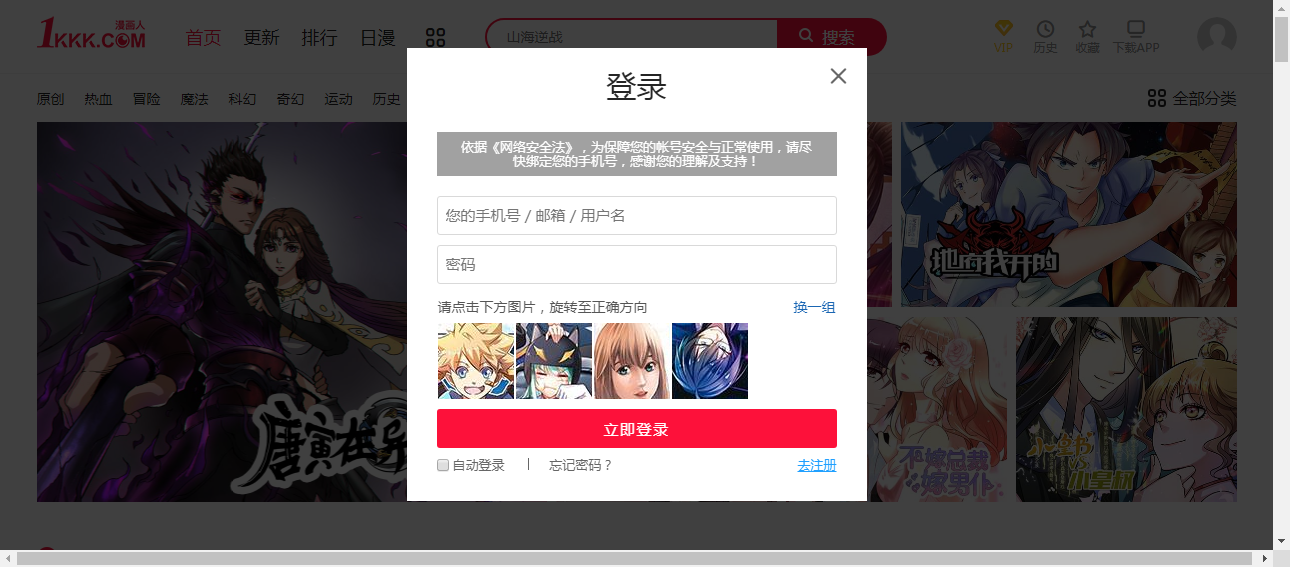 漫画人
1KKK.COM
首页 更新 排行 日漫
山海逆战
搜索
VIP 历史 收藏 下载APP
原创 热血 冒险 魔法 科幻 奇幻 运动 历史
全部分类
登录
依据《网络安全法》，为保障您的帐号安全与正常使用，请尽
快绑定您的手机号，感谢您的理解及支持！
您的手机号 / 邮箱 / 用户名
密码
请点击下方图片，旋转至正确方向 换一组
立即登录
自动登录 | 忘记密码？ 去注册
唐寅在异
地府我开的
不嫁总裁
嫁男仆